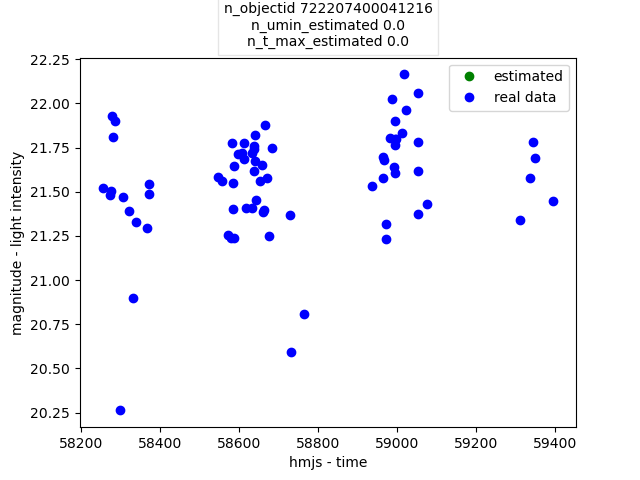 n_objectid 722207400041216
n_umin_estimated 0.0
n_t_max_estimated 0.0
22.25
22.00
21.75
21.50
21.25
21.00
20.75
20.50
20.25
magnitude - light intensity
estimated
real data
58200 58400 58600 58800 59000 59200 59400
hmjs - time